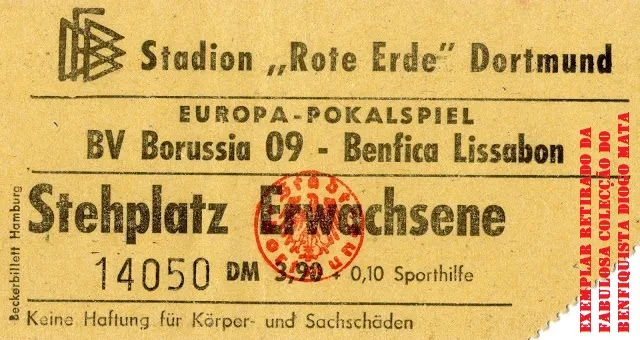 Stadion „Rote Erde" Dortmund
EUROPA-POKALSPIEL
BV Borussia 09 - Benfica Lissabon
Stehplatz Erwachsene
14050 DM 3,90 + 0,10 Sporthilfe
Keine Haftung für Körper- und Sachschäden
Beckerbillett Hamburg
EXEMPLAR RETIRADO DA
FABULOSA COLECÇÃO DO
BENFIQUISTA DIOGO MATA